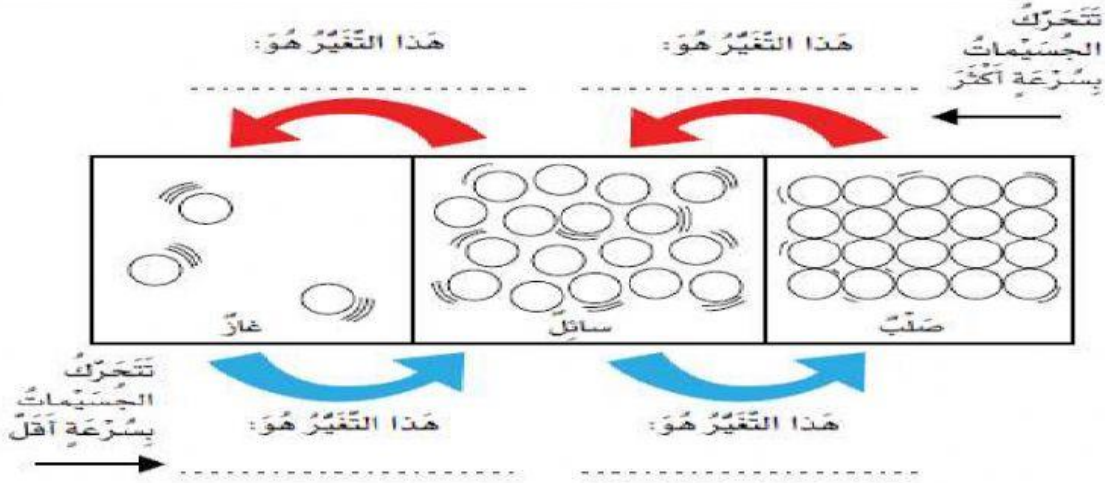 تَتَحَرَّكُ
الجُسَيْماتُ
بِسُرْعَةٍ أَكْثَرَ
هَذا التَّغَيُّرُ هُوَ:
هَذا التَّغَيُّرُ هُوَ:
صَلْبٌ
سائِلٌ
غازٌ
هَذا التَّغَيُّرُ هُوَ:
هَذا التَّغَيُّرُ هُوَ:
تَتَحَرَّكُ
الجُسَيْماتُ
بِسُرْعَةٍ أَقَلَّ